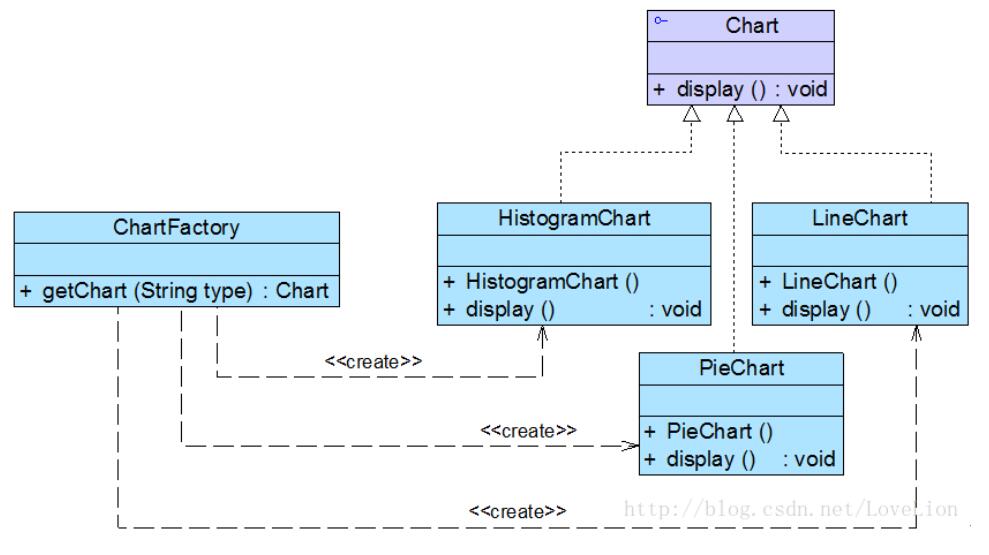 Chart
+ display () : void
HistogramChart
+ HistogramChart ()
+ display () : void
LineChart
+ LineChart ()
+ display () : void
ChartFactory
+ getChart (String type) : Chart
<<create>>
PieChart
+ PieChart ()
+ display () : void
<<create>>
<<create>>
http://blog.csdn.net/LoveLion